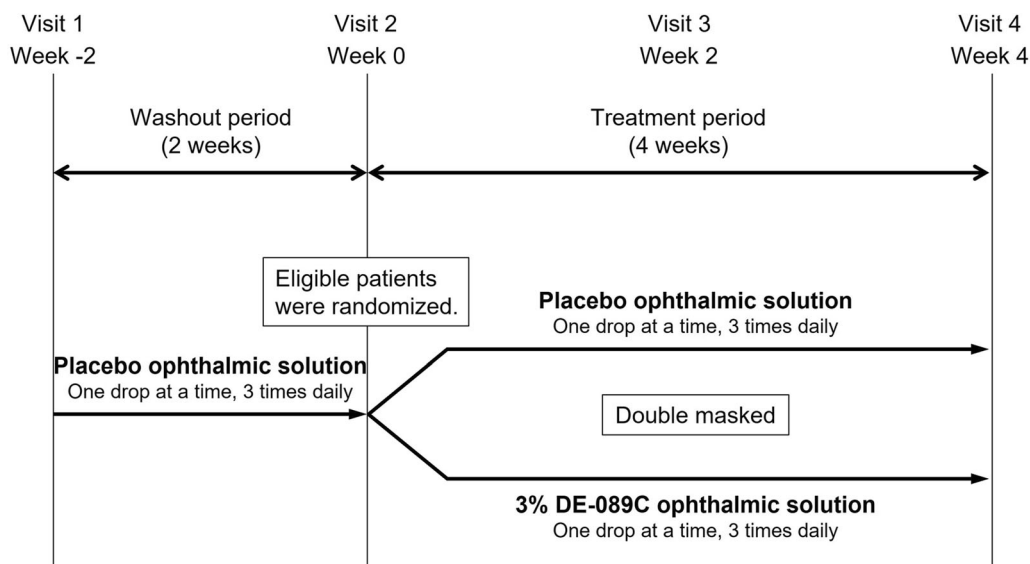 Visit 1
Week -2
Visit 2
Week 0
Visit 3
Week 2
Visit 4
Week 4
Washout period
(2 weeks)
Treatment period
(4 weeks)
Eligible patients
were randomized.
Placebo ophthalmic solution
One drop at a time, 3 times daily
Placebo ophthalmic solution
One drop at a time, 3 times daily
Double masked
3% DE-089C ophthalmic solution
One drop at a time, 3 times daily